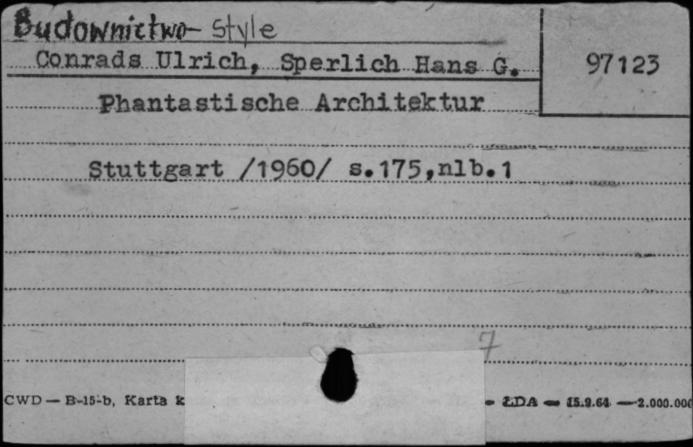 Budownictwo - Style
Conrads Ulrich, Sperlich Hans G.
97123
Phantastische Architektur
Stuttgart /1960/ s.175,nlb.1
7
CWD — B-15-b, Karta k
ŁDA — 15.9.64 — 2.000.000